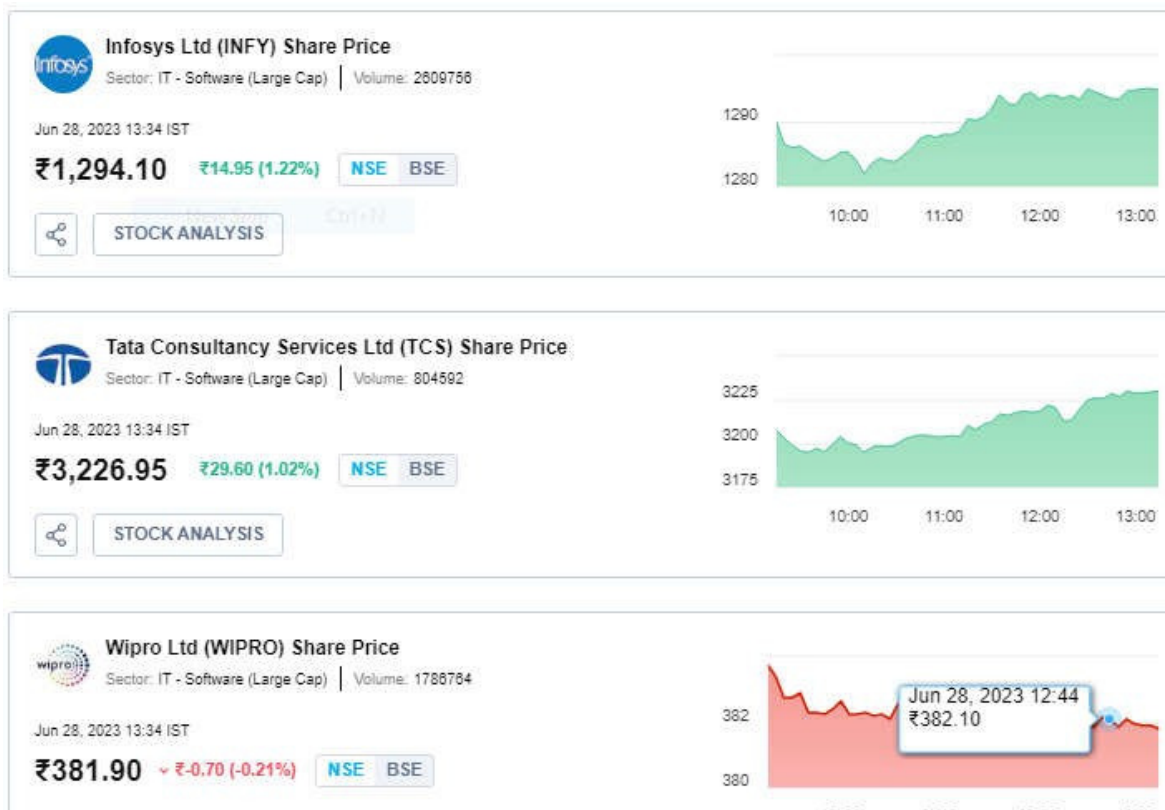 Infosys
Infosys Ltd (INFY) Share Price
Sector: IT - Software (Large Cap) | Volume: 2609756
Jun 28, 2023 13:34 IST
₹1,294.10 ₹14.95 (1.22%) NSE BSE
STOCK ANALYSIS
1290
1280
10:00 11:00 12:00 13:00
Tata Consultancy Services Ltd (TCS) Share Price
Sector: IT - Software (Large Cap) | Volume: 804592
Jun 28, 2023 13:34 IST
₹3,226.95 ₹29.60 (1.02%) NSE BSE
STOCK ANALYSIS
3225
3200
3175
10:00 11:00 12:00 13:00
wipro
Wipro Ltd (WIPRO) Share Price
Sector: IT - Software (Large Cap) | Volume: 1786764
Jun 28, 2023 13:34 IST
₹381.90 ₹-0.70 (-0.21%) NSE BSE
382
380
Jun 28, 2023 12:44
₹382.10